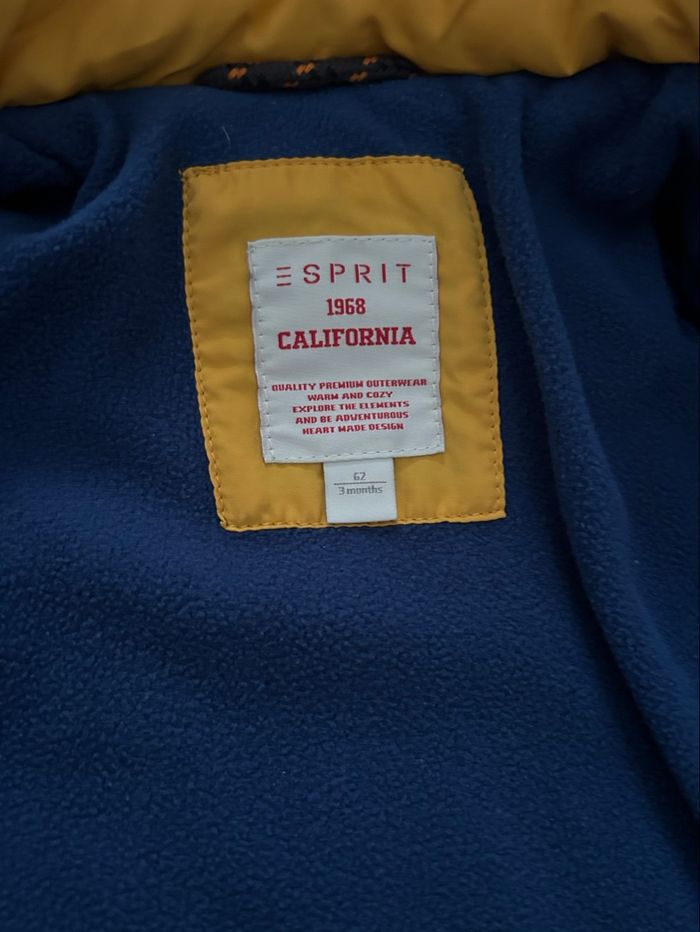 ESPRIT
1968
CALIFORNIA
QUALITY PREMIUM OUTERWEAR
WARM AND COZY
EXPLORE THE ELEMENTS
AND BE ADVENTUROUS
HEART MADE DESIGN
62
3 months